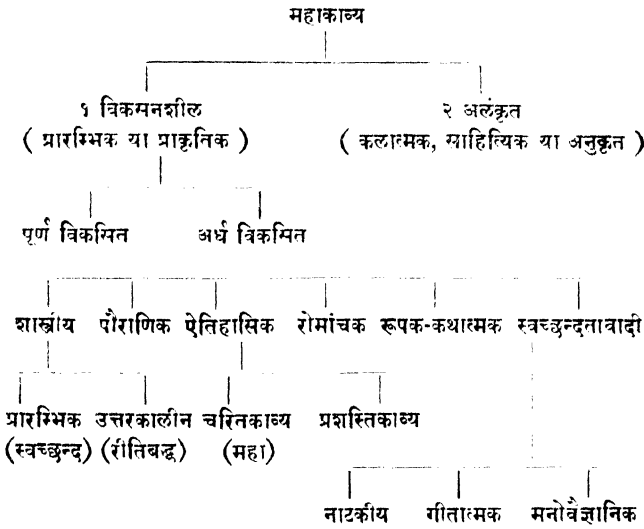 महाकाव्य
१ विकसनशील २ अलंकृत
( प्रारम्भिक या प्राकृतिक ) ( कलात्मक, साहित्यिक या अनुकृत )
पूर्ण विकसित अर्ध विकसित
शास्त्रीय पौराणिक ऐतिहासिक रोमांचक रूपक-कथात्मक स्वच्छन्दतावादी
प्रारम्भिक उत्तरकालीन चरितकाव्य प्रशस्तिकाव्य
(स्वच्छन्द) (रीतिबद्ध) (महा)
नाटकीय गीतात्मक मनोवैज्ञानिक